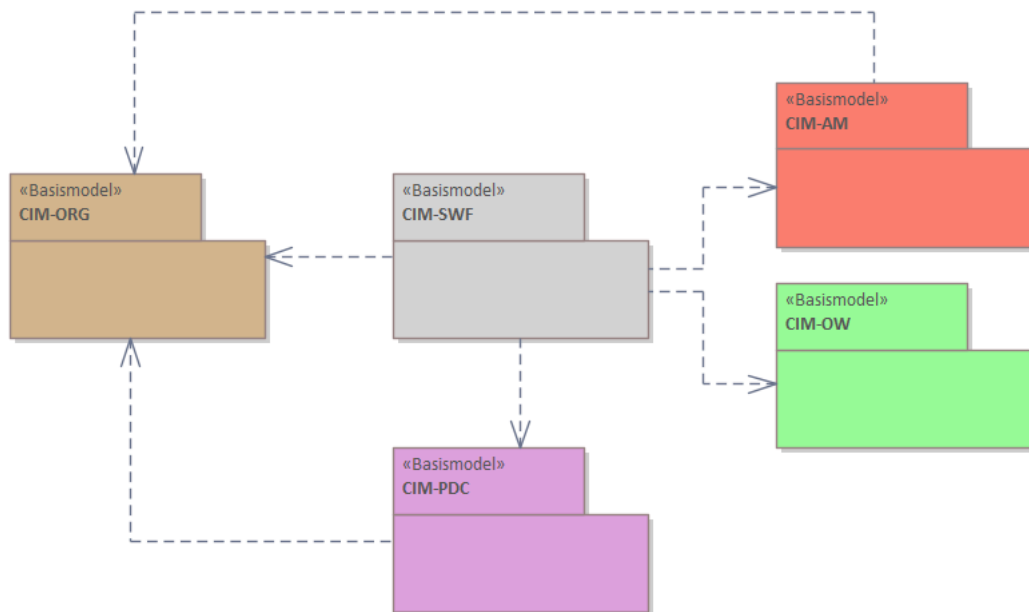 «Basismodel»
CIM-AM
«Basismodel»
CIM-ORG
«Basismodel»
CIM-SWF
«Basismodel»
CIM-OW
«Basismodel»
CIM-PDC